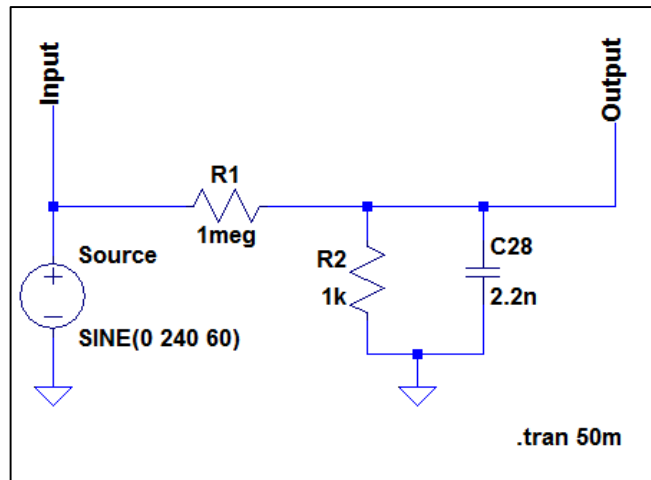 Input
Output
R1
1meg
Source
SINE(0 240 60)
R2
1k
C28
2.2n
.tran 50m